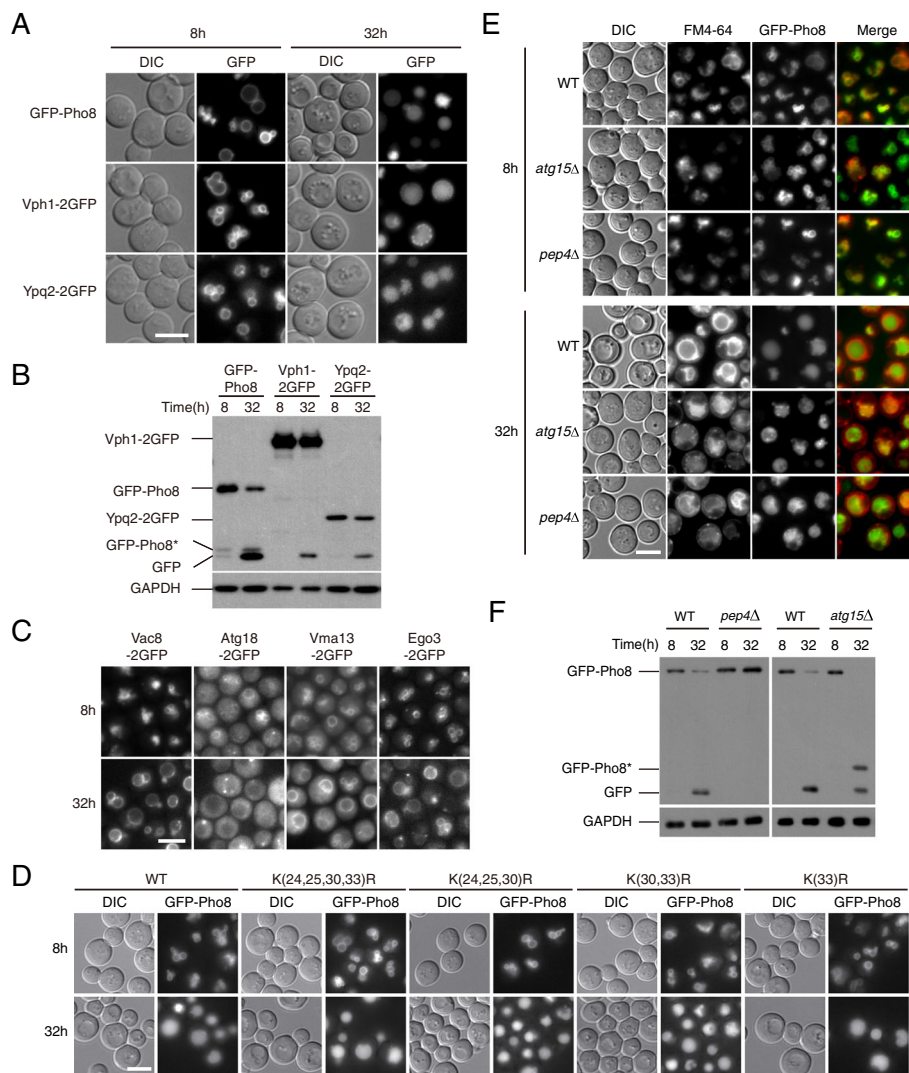 A
8h 32h
DIC GFP DIC GFP
GFP-Pho8
Vph1-2GFP
Ypq2-2GFP
B
GFP-Pho8 Vph1-2GFP Ypq2-2GFP
Time(h) 8 32 8 32 8 32
Vph1-2GFP
GFP-Pho8
Ypq2-2GFP
GFP-Pho8*
GFP
GAPDH
C
Vac8 Atg18 Vma13 Ego3
-2GFP -2GFP -2GFP -2GFP
8h
32h
D
WT K(24,25,30,33)R K(24,25,30)R K(30,33)R K(33)R
DIC GFP-Pho8 DIC GFP-Pho8 DIC GFP-Pho8 DIC GFP-Pho8 DIC GFP-Pho8
8h
32h
E
DIC FM4-64 GFP-Pho8 Merge
WT
8h atg15Δ
pep4Δ
WT
32h atg15Δ
pep4Δ
F
WT pep4Δ WT atg15Δ
Time(h) 8 32 8 32 8 32 8 32
GFP-Pho8
GFP-Pho8*
GFP
GAPDH